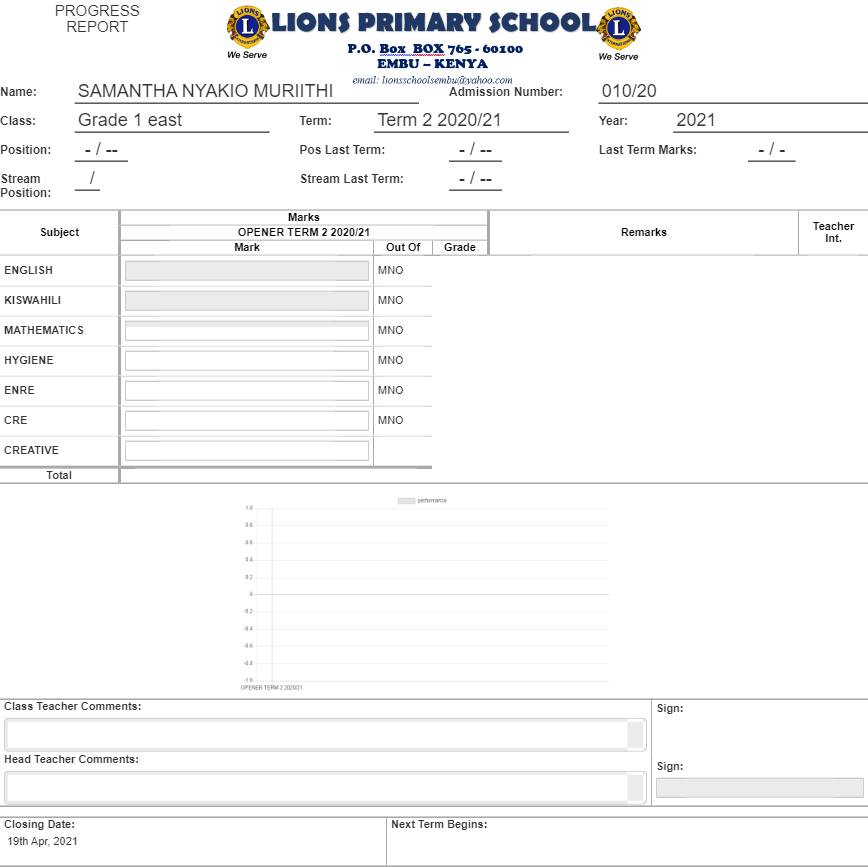 PROGRESS
REPORT
LIONS
L
We Serve
LIONS PRIMARY SCHOOL
P.O. Box BOX 765 - 60100
EMBU – KENYA
email: lionsschoolsembu@yahoo.com
LIONS
L
We Serve
Name: SAMANTHA NYAKIO MURIITHI Admission Number: 010/20
Class: Grade 1 east Term: Term 2 2020/21 Year: 2021
Position: - / -- Pos Last Term: - / -- Last Term Marks: - / -
Stream Position: / Stream Last Term: - / --
Subject Marks Remarks Teacher Int.
OPENER TERM 2 2020/21
Mark Out Of Grade
ENGLISH MNO
KISWAHILI MNO
MATHEMATICS MNO
HYGIENE MNO
ENRE MNO
CRE MNO
CREATIVE
Total
performance
1.0
0.8
0.6
0.4
0.2
0
-0.2
-0.4
-0.6
-0.8
-1.0
OPENER TERM 2 2020/21
Class Teacher Comments: Sign:
Head Teacher Comments: Sign:
Closing Date: Next Term Begins:
19th Apr, 2021